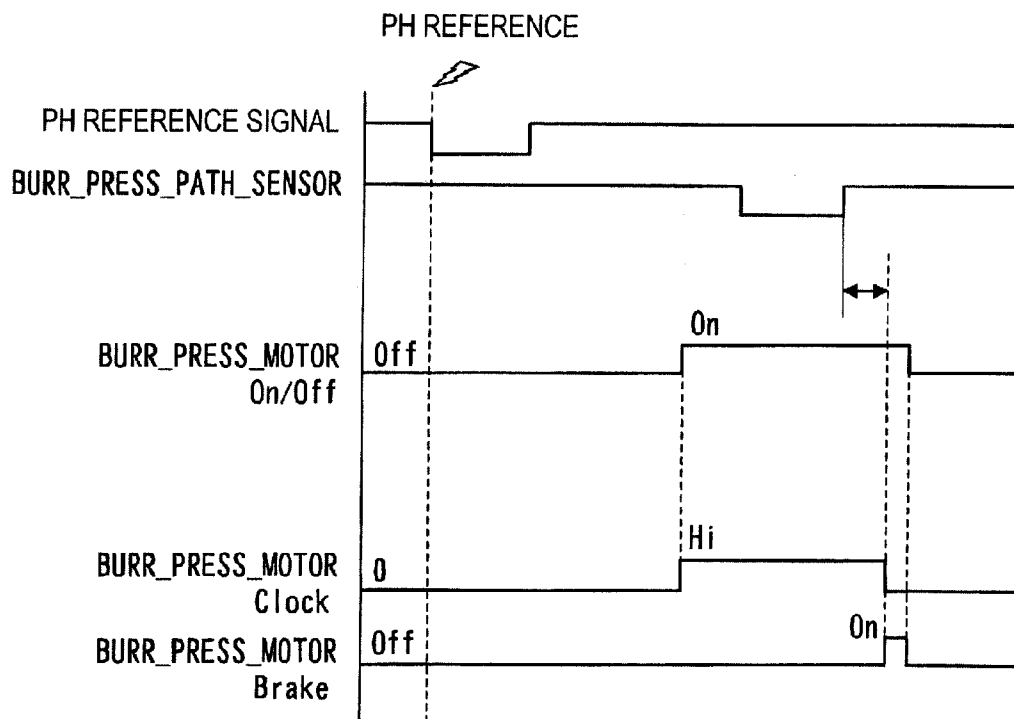 PH REFERENCE
PH REFERENCE SIGNAL
BURR_PRESS_PATH_SENSOR
On
BURR_PRESS_MOTOR
On/Off
Off
Hi
BURR_PRESS_MOTOR
Clock
0
On
BURR_PRESS_MOTOR
Brake
Off